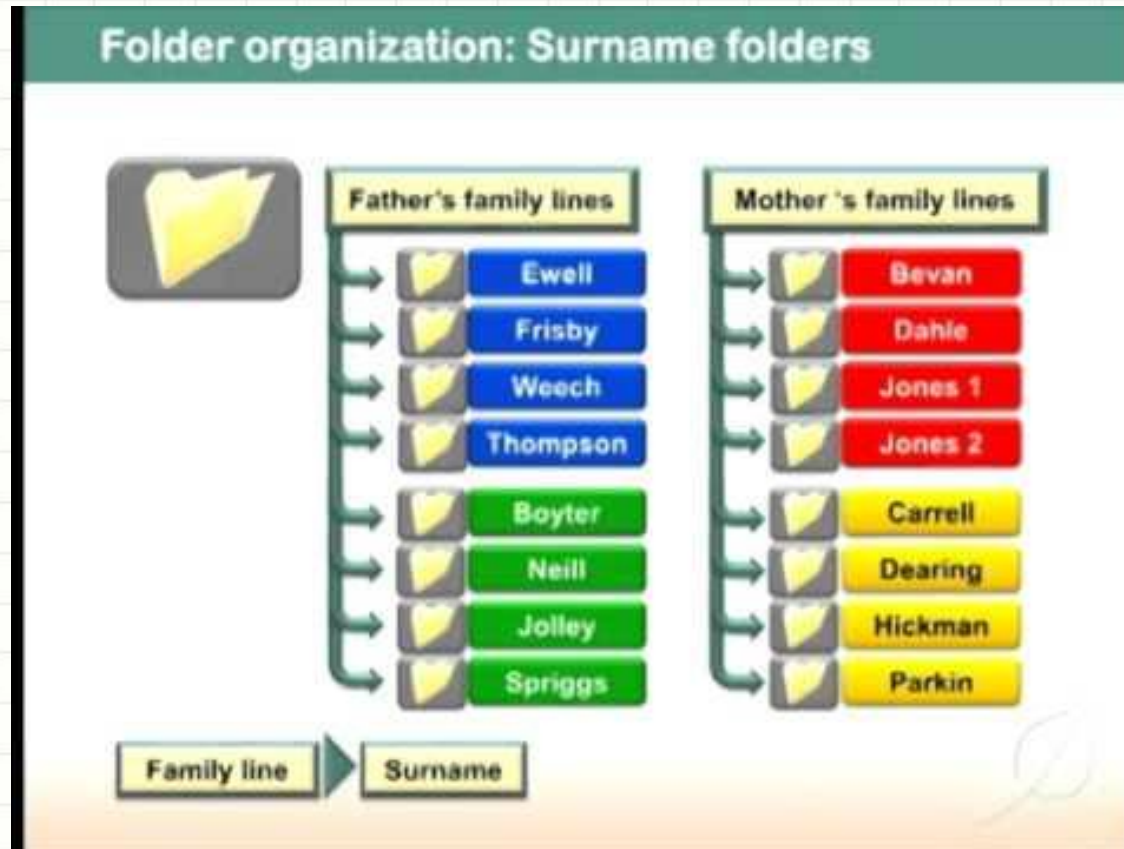 Folder organization: Surname folders
Father's family lines
Ewell
Frisby
Weech
Thompson
Boyter
Neill
Jolley
Spriggs
Mother 's family lines
Bevan
Dahle
Jones 1
Jones 2
Carrell
Dearing
Hickman
Parkin
Family line
Surname